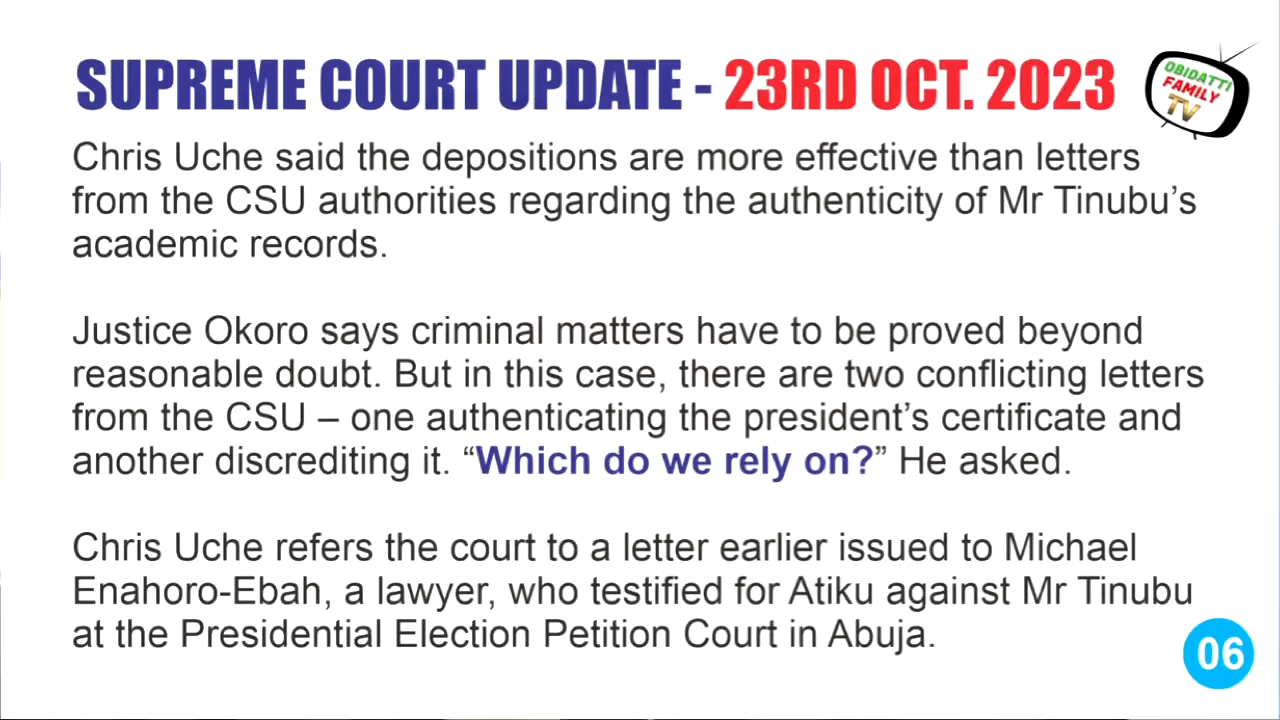 SUPREME COURT UPDATE - 23RD OCT. 2023
OBIDATTI
FAMILY
TV
Chris Uche said the depositions are more effective than letters
from the CSU authorities regarding the authenticity of Mr Tinubu’s
academic records.
Justice Okoro says criminal matters have to be proved beyond
reasonable doubt. But in this case, there are two conflicting letters
from the CSU – one authenticating the president’s certificate and
another discrediting it. “Which do we rely on?” He asked.
Chris Uche refers the court to a letter earlier issued to Michael
Enahoro-Ebah, a lawyer, who testified for Atiku against Mr Tinubu
at the Presidential Election Petition Court in Abuja.
06